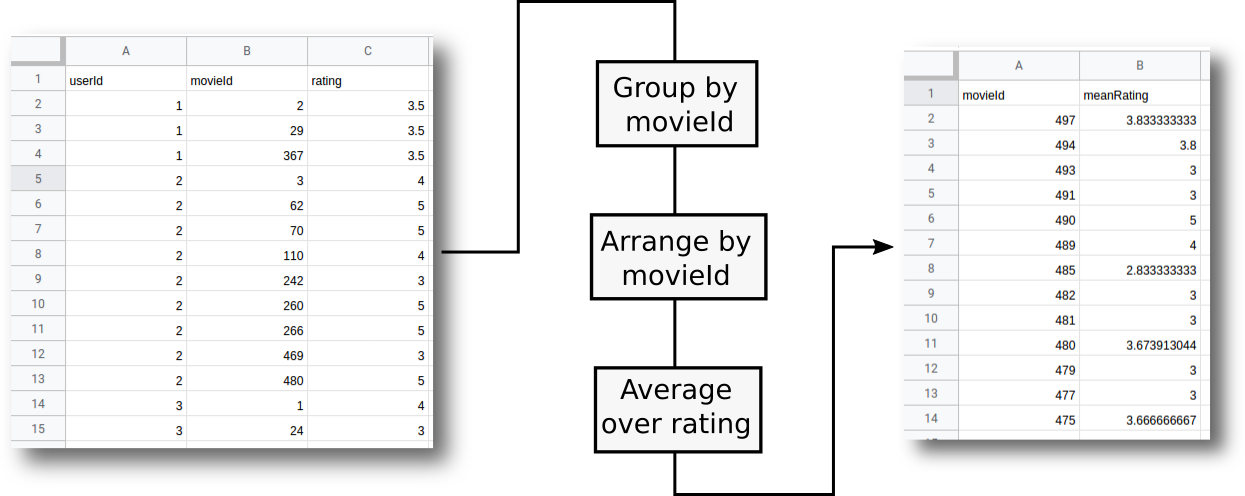 A B C
1 userId movieId rating
2 1 2 3.5
3 1 29 3.5
4 1 367 3.5
5 2 3 4
6 2 62 5
7 2 70 5
8 2 110 4
9 2 242 3
10 2 260 5
11 2 266 5
12 2 469 3
13 2 480 5
14 3 1 4
15 3 24 3
Group by
movieId
Arrange by
movieId
Average
over rating
A B
1 movieId meanRating
2 497 3.833333333
3 494 3.8
4 493 3
5 491 3
6 490 5
7 489 4
8 485 2.833333333
9 482 3
10 481 3
11 480 3.673913044
12 479 3
13 477 3
14 475 3.666666667